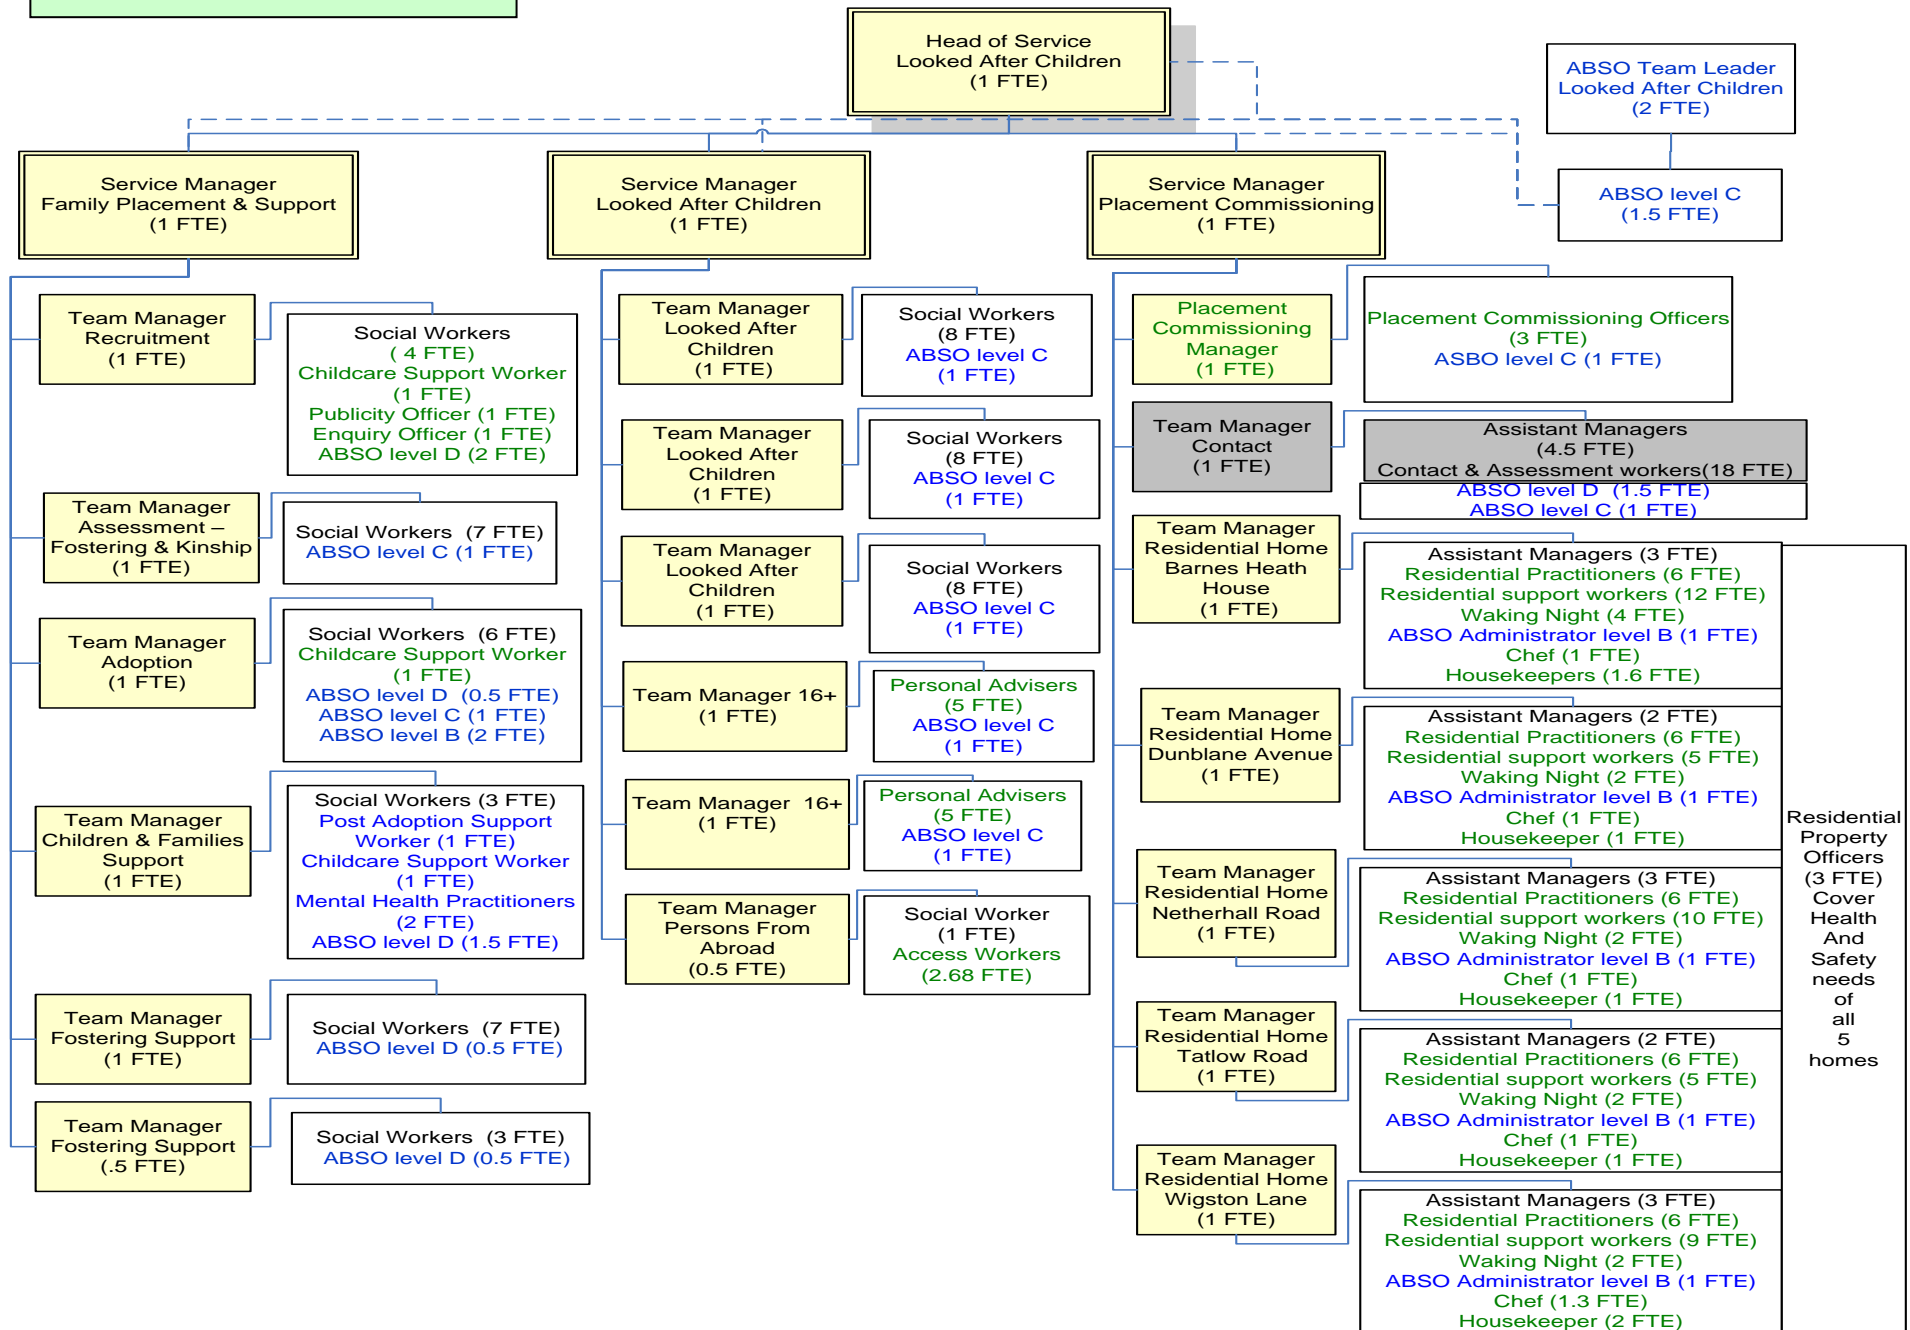 Head of Service
Looked After Children
(1 FTE)
ABSO Team Leader
Looked After Children
(2 FTE)
ABSO level C
(1.5 FTE)
Service Manager
Family Placement & Support
(1 FTE)
Service Manager
Looked After Children
(1 FTE)
Service Manager
Placement Commissioning
(1 FTE)
Team Manager
Recruitment
(1 FTE)
Social Workers
( 4 FTE)
Childcare Support Worker
(1 FTE)
Publicity Officer (1 FTE)
Enquiry Officer (1 FTE)
ABSO level D (2 FTE)
Team Manager
Assessment –
Fostering & Kinship
(1 FTE)
Social Workers  (7 FTE)
ABSO level C (1 FTE)
Team Manager
Adoption
(1 FTE)
Social Workers  (6 FTE)
Childcare Support Worker
(1 FTE)
ABSO level D  (0.5 FTE)
ABSO level C (1 FTE)
ABSO level B (2 FTE)
Team Manager
Children & Families
Support
(1 FTE)
Social Workers (3 FTE)
Post Adoption Support
Worker (1 FTE)
Childcare Support Worker
(1 FTE)
Mental Health Practitioners
(2 FTE)
ABSO level D (1.5 FTE)
Team Manager
Fostering Support
(1 FTE)
Social Workers  (7 FTE)
ABSO level D (0.5 FTE)
Team Manager
Fostering Support
(.5 FTE)
Social Workers  (3 FTE)
ABSO level D (0.5 FTE)
Team Manager
Looked After
Children
(1 FTE)
Social Workers
(8 FTE)
ABSO level C
(1 FTE)
Team Manager
Looked After
Children
(1 FTE)
Social Workers
(8 FTE)
ABSO level C
(1 FTE)
Team Manager
Looked After
Children
(1 FTE)
Social Workers
(8 FTE)
ABSO level C
(1 FTE)
Team Manager 16+
(1 FTE)
Personal Advisers
(5 FTE)
ABSO level C
(1 FTE)
Team Manager  16+
(1 FTE)
Personal Advisers
(5 FTE)
ABSO level C
(1 FTE)
Team Manager
Persons From
Abroad
(0.5 FTE)
Social Worker
(1 FTE)
Access Workers
(2.68 FTE)
Placement
Commissioning
Manager
(1 FTE)
Placement Commissioning Officers
(3 FTE)
ASBO level C (1 FTE)
Team Manager
Contact
(1 FTE)
Assistant Managers
(4.5 FTE)
Contact & Assessment workers(18 FTE)
ABSO level D  (1.5 FTE)
ABSO level C (1 FTE)
Team Manager
Residential Home
Barnes Heath
House
(1 FTE)
Assistant Managers (3 FTE)
Residential Practitioners (6 FTE)
Residential support workers (12 FTE)
Waking Night (4 FTE)
ABSO Administrator level B (1 FTE)
Chef (1 FTE)
Housekeepers (1.6 FTE)
Team Manager
Residential Home
Dunblane Avenue
(1 FTE)
Assistant Managers (2 FTE)
Residential Practitioners (6 FTE)
Residential support workers (5 FTE)
Waking Night (2 FTE)
ABSO Administrator level B (1 FTE)
Chef (1 FTE)
Housekeeper (1 FTE)
Team Manager
Residential Home
Netherhall Road
(1 FTE)
Assistant Managers (3 FTE)
Residential Practitioners (6 FTE)
Residential support workers (10 FTE)
Waking Night (2 FTE)
ABSO Administrator level B (1 FTE)
Chef (1 FTE)
Housekeeper (1 FTE)
Team Manager
Residential Home
Tatlow Road
(1 FTE)
Assistant Managers (2 FTE)
Residential Practitioners (6 FTE)
Residential support workers (5 FTE)
Waking Night (2 FTE)
ABSO Administrator level B (1 FTE)
Chef (1 FTE)
Housekeeper (1 FTE)
Team Manager
Residential Home
Wigston Lane
(1 FTE)
Assistant Managers (3 FTE)
Residential Practitioners (6 FTE)
Residential support workers (9 FTE)
Waking Night (2 FTE)
ABSO Administrator level B (1 FTE)
Chef (1.3 FTE)
Housekeeper (2 FTE)
Residential
Property
Officers
(3 FTE)
Cover
Health
And
Safety
needs
of
all
5
homes